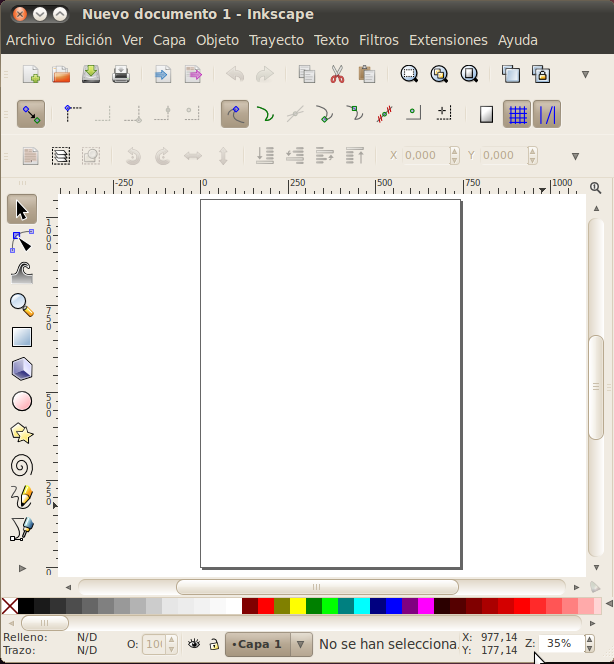 Nuevo documento 1 - Inkscape
Archivo Edición Ver Capa Objeto Trayecto Texto Filtros Extensiones Ayuda
X 0,000 Y 0,000
-250 0 250 500 750 1000
1000
750
500
250
0
Relleno: N/D O: 100 •Capa 1 No se han selecciona X: 977,14 Z: 35%
Trazo: N/D Y: 177,14